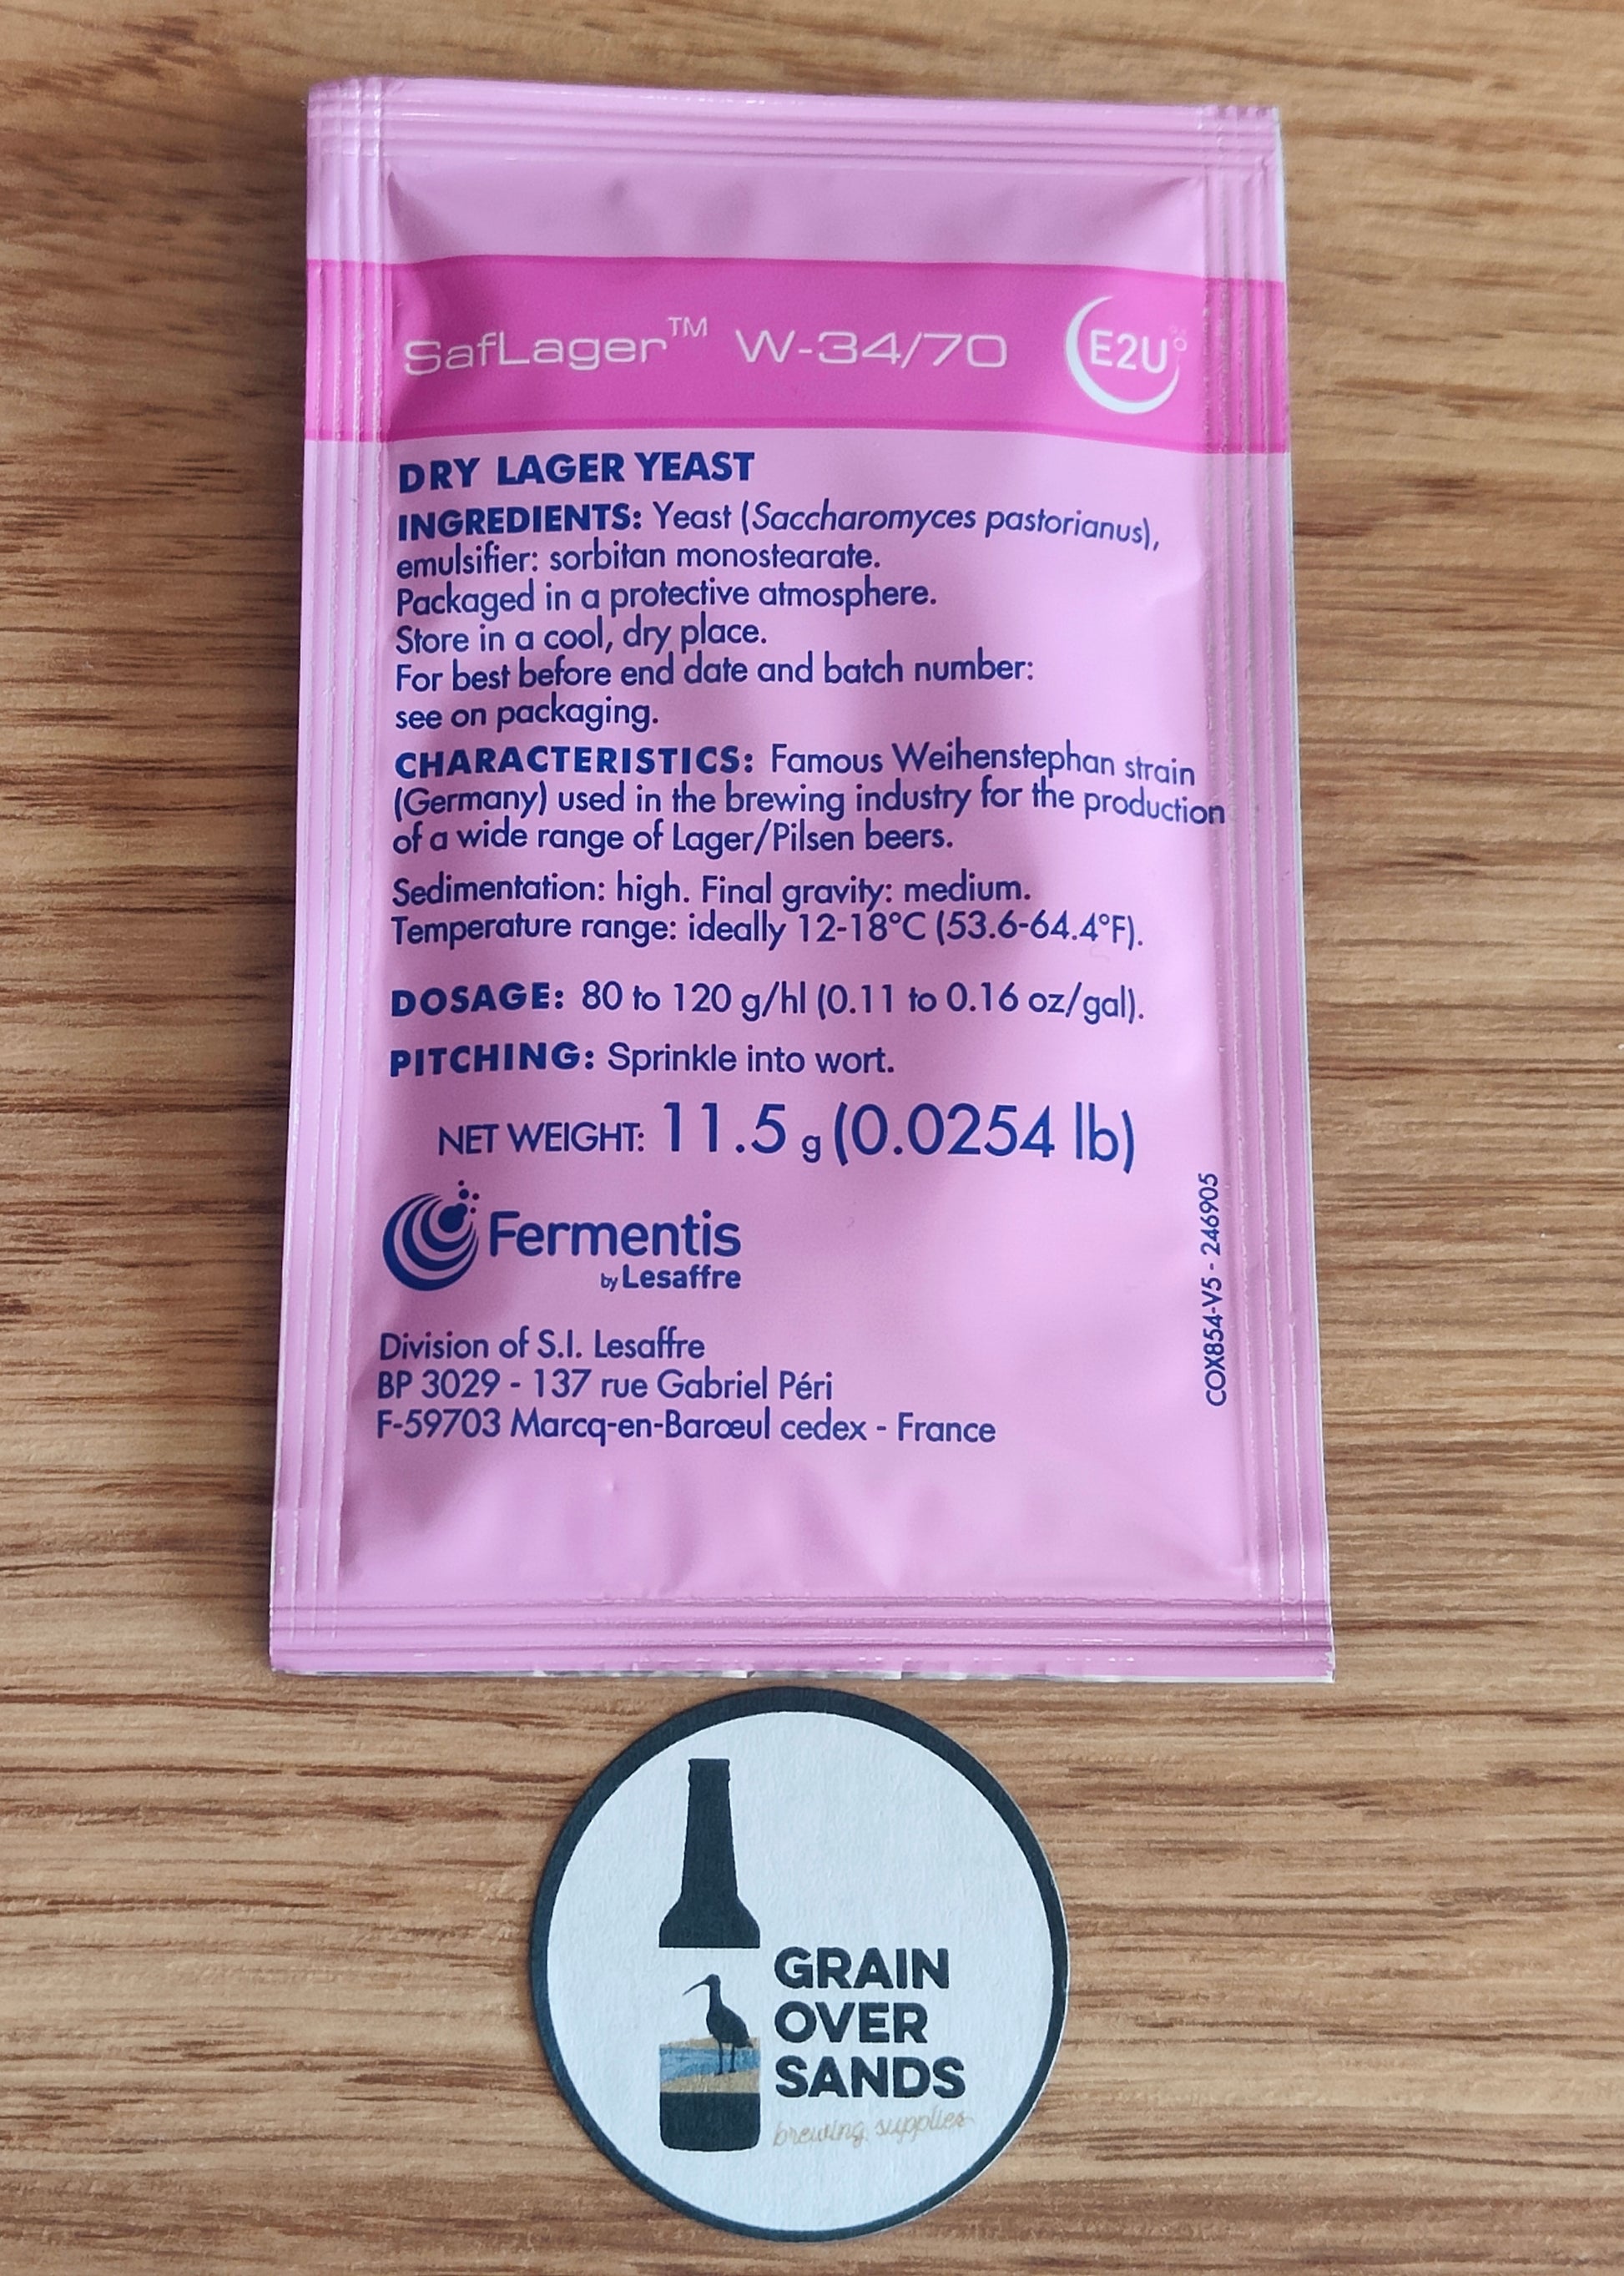 SafLager™ W-34/70 E2U
DRY LAGER YEAST
INGREDIENTS: Yeast (Saccharomyces pastorianus),
emulsifier: sorbitan monostearate.
Packaged in a protective atmosphere.
Store in a cool, dry place.
For best before end date and batch number:
see on packaging.
CHARACTERISTICS: Famous Weihenstephan strain
(Germany) used in the brewing industry for the production
of a wide range of Lager/Pilsen beers.
Sedimentation: high. Final gravity: medium.
Temperature range: ideally 12-18°C (53.6-64.4°F).
DOSAGE: 80 to 120 g/hl (0.11 to 0.16 oz/gal).
PITCHING: Sprinkle into wort.
NET WEIGHT: 11.5 g (0.0254 lb)
Fermentis
by Lesaffre
Division of S.I. Lesaffre
BP 3029 - 137 rue Gabriel Péri
F-59703 Marcq-en-Barœul cedex - France
COX854-V5 - 246905
GRAIN
OVER
SANDS
brewing supplies